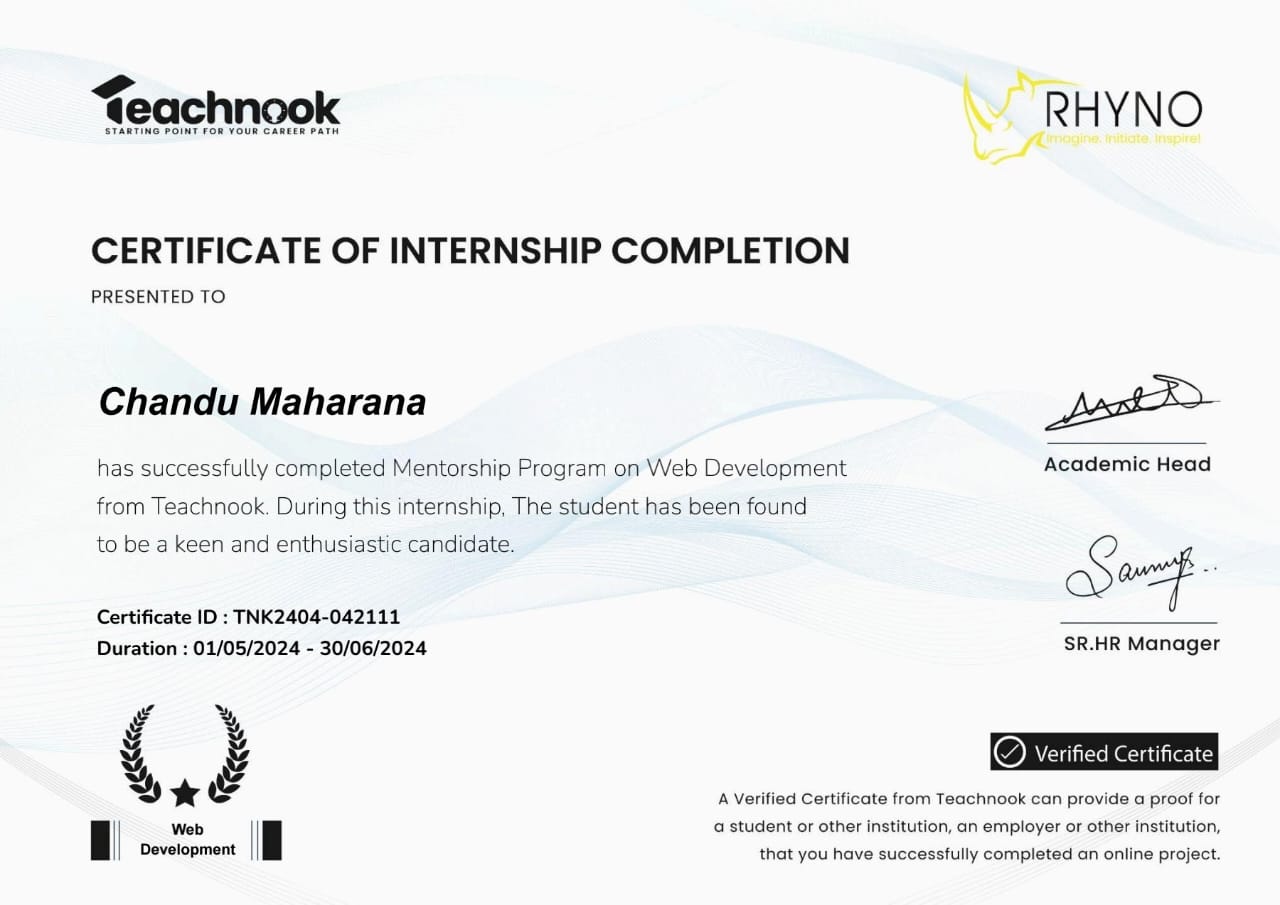 Teachnook
STARTING POINT FOR YOUR CAREER PATH
RHYNO
Imagine. Initiate. Inspire!
CERTIFICATE OF INTERNSHIP COMPLETION
PRESENTED TO
Chandu Maharana
has successfully completed Mentorship Program on Web Development
from Teachnook. During this internship, The student has been found
to be a keen and enthusiastic candidate.
Certificate ID : TNK2404-042111
Duration : 01/05/2024 - 30/06/2024
Academic Head
SR.HR Manager
Web
Development
Verified Certificate
A Verified Certificate from Teachnook can provide a proof for
a student or other institution, an employer or other institution,
that you have successfully completed an online project.